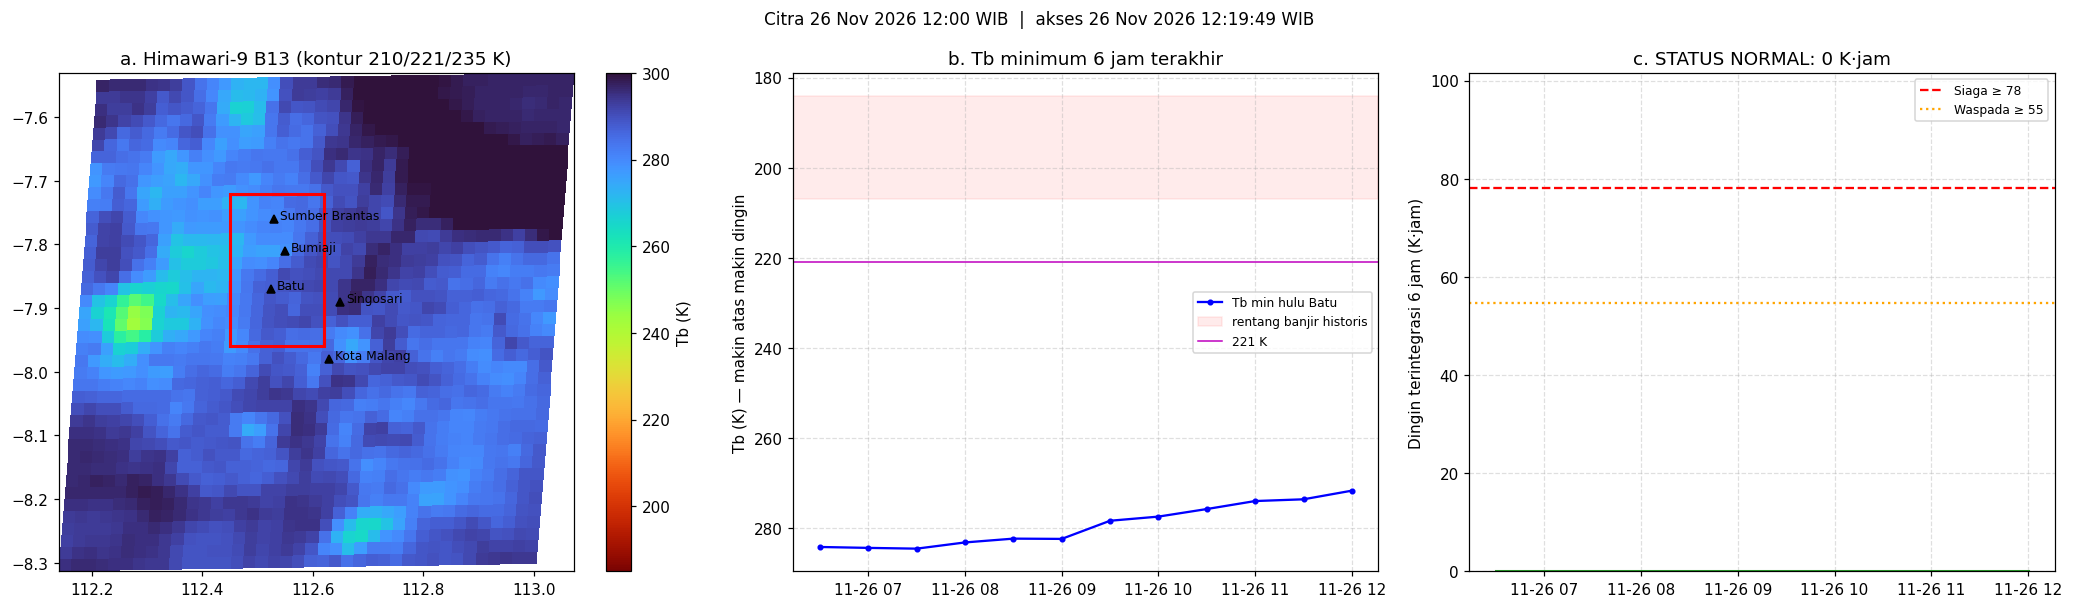 Citra 26 Nov 2026 12:00 WIB | akses 26 Nov 2026 12:19:49 WIB
a. Himawari-9 B13 (kontur 210/221/235 K)
−7.6
−7.7
−7.8
−7.9
−8.0
−8.1
−8.2
−8.3
112.2
112.4
112.6
112.8
113.0
Sumber Brantas
Bumiaji
Batu
Singosari
Kota Malang
300
280
260
240
220
200
Tb (K)
b. Tb minimum 6 jam terakhir
Tb (K) — makin atas makin dingin
180
200
220
240
260
280
Tb min hulu Batu
rentang banjir historis
221 K
11-26 07
11-26 08
11-26 09
11-26 10
11-26 11
11-26 12
c. STATUS NORMAL: 0 K·jam
Dingin terintegrasi 6 jam (K·jam)
100
80
60
40
20
0
Siaga ≥ 78
Waspada ≥ 55
11-26 07
11-26 08
11-26 09
11-26 10
11-26 11
11-26 12